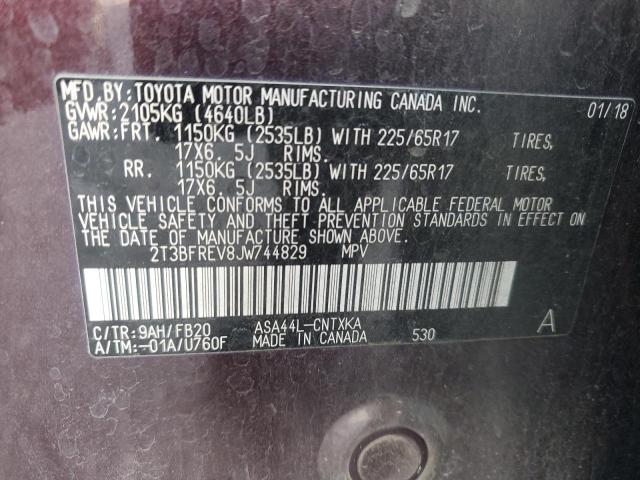 MFD.BY:TOYOTA MOTOR MANUFACTURING CANADA INC.
GVWR:2105KG (4640LB) 01/18
GAWR:FRT. 1150KG (2535LB) WITH 225/65R17 TIRES,
17X6. 5J RIMS.
RR. 1150KG (2535LB) WITH 225/65R17 TIRES,
17X6. 5J RIMS.
THIS VEHICLE CONFORMS TO ALL APPLICABLE FEDERAL MOTOR
VEHICLE SAFETY AND THEFT PREVENTION STANDARDS IN EFFECT ON
THE DATE OF MANUFACTURE SHOWN ABOVE.
2T3BFREV8JW744829 MPV
C/TR:9AH/FB20 ASA44L-CNTXKA A
A/TM:-01A/U760F MADE IN CANADA 530